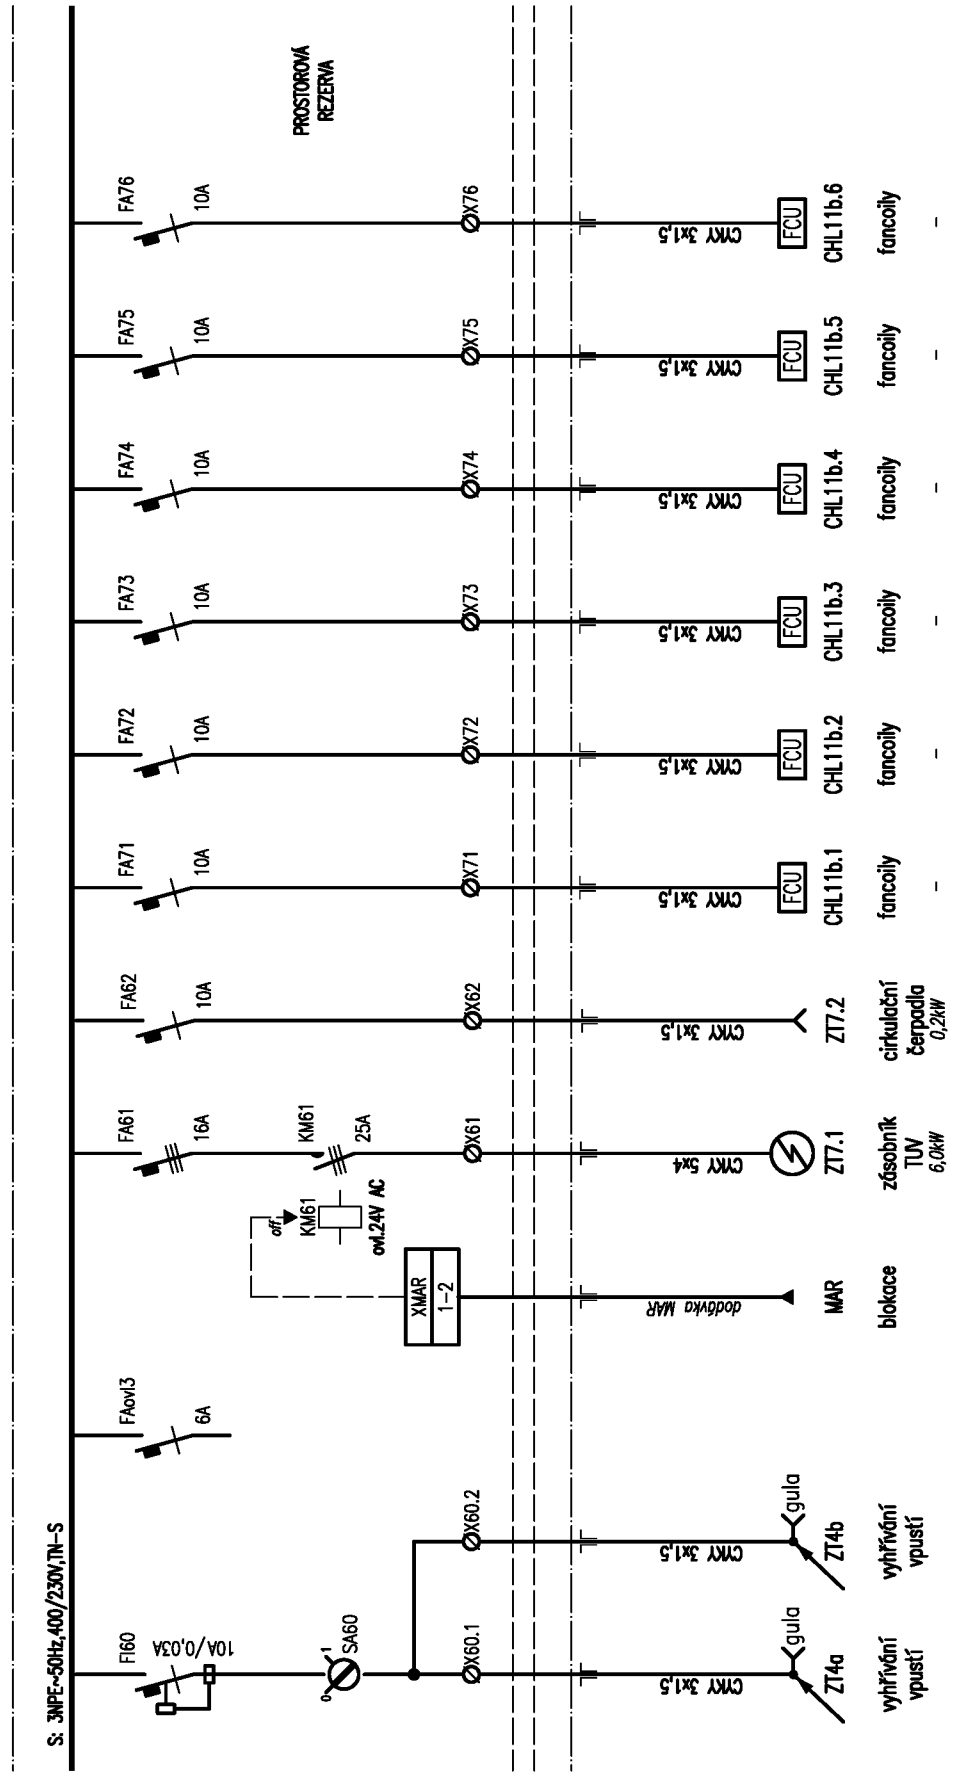 S: 3NPE~50Hz,400/230V,TN-S
FI60
10A/0,03A
0
1
SA60
X60.1
CYKY 3x1,5
gula
ZT4a
vyhřívání
vpustí
X60.2
CYKY 3x1,5
gula
ZT4b
vyhřívání
vpustí
FAovl3
6A
XMAR
1-2
dodávka MAR
MAR
blokace
off
KM61
ovl.24V AC
FA61
16A
KM61
25A
X61
CYKY 5x4
ZT7.1
zásobník
TUV
6,0kW
FA62
10A
X62
CYKY 3x1,5
ZT7.2
cirkulační
čerpadla
0,2kW
FA71
10A
X71
CYKY 3x1,5
FCU
CHL11b.1
fancoily
-
FA72
10A
X72
CYKY 3x1,5
FCU
CHL11b.2
fancoily
-
FA73
10A
X73
CYKY 3x1,5
FCU
CHL11b.3
fancoily
-
FA74
10A
X74
CYKY 3x1,5
FCU
CHL11b.4
fancoily
-
FA75
10A
X75
CYKY 3x1,5
FCU
CHL11b.5
fancoily
-
FA76
10A
X76
CYKY 3x1,5
FCU
CHL11b.6
fancoily
-
PROSTOROVÁ
REZERVA